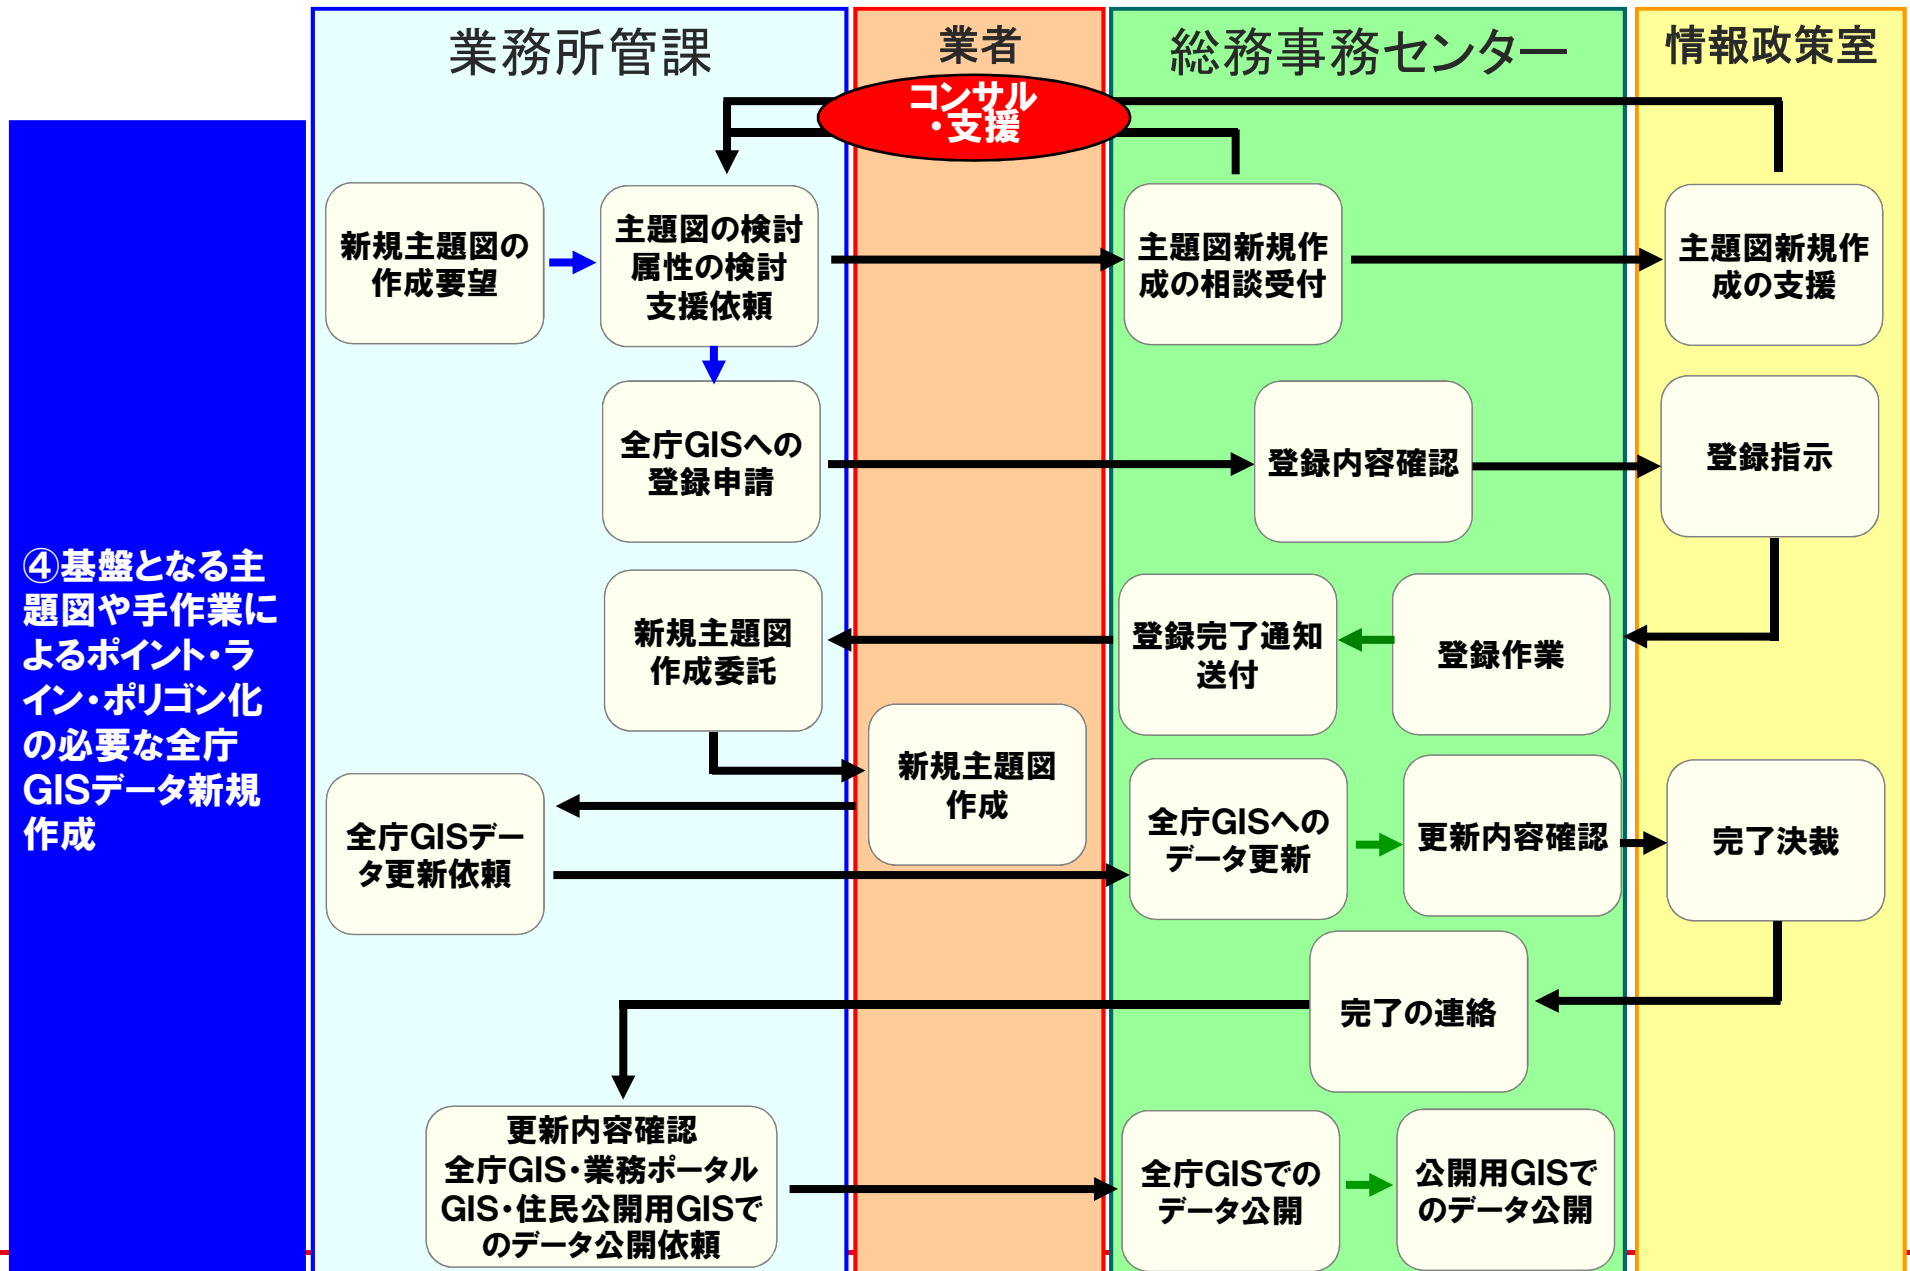 業務所管課
業者
総務事務センター
情報政策室
コンサル
・支援
新規主題図の
作成要望
主題図の検討
属性の検討
支援依頼
主題図新規作
成の相談受付
主題図新規作
成の支援
全庁GISへの
登録申請
登録内容確認
登録指示
④基盤となる主
題図や手作業に
よるポイント・ラ
イン・ポリゴン化
の必要な全庁
GISデータ新規
作成
新規主題図
作成委託
登録完了通知
送付
登録作業
新規主題図
作成
全庁GISデー
タ更新依頼
全庁GISへの
データ更新
更新内容確認
完了決裁
完了の連絡
更新内容確認
全庁GIS・業務ポータル
GIS・住民公開用GISで
のデータ公開依頼
全庁GISでの
データ公開
公開用GISで
のデータ公開